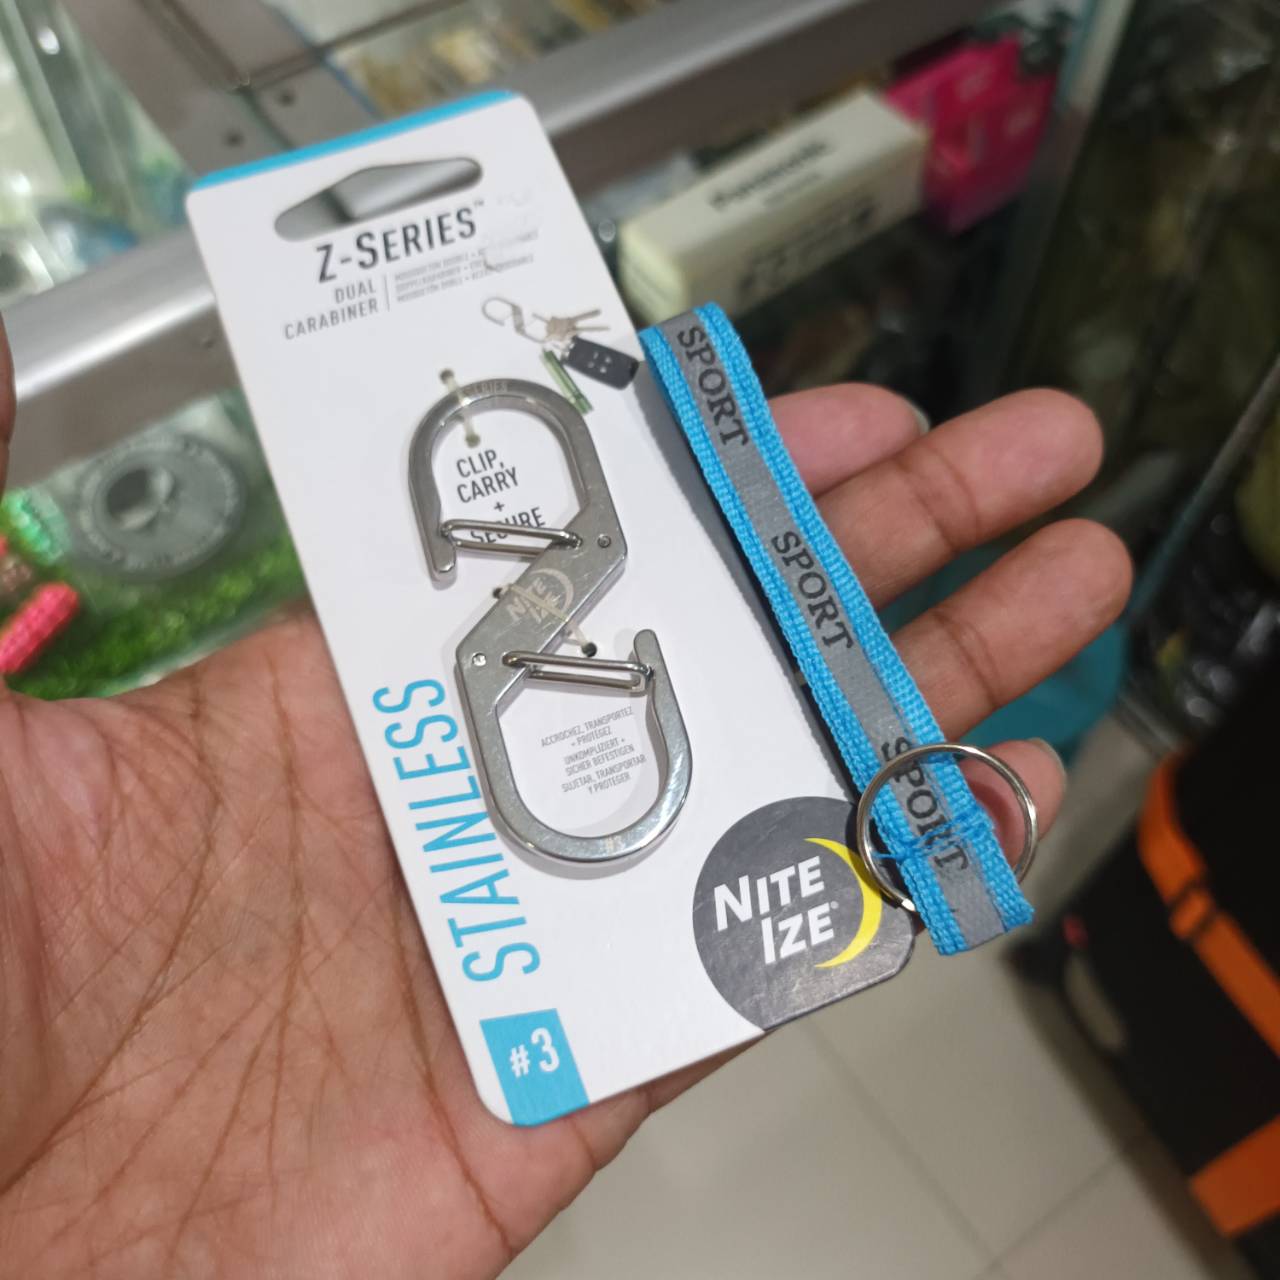 Z-SERIES™
DUAL
CARABINER
CLIP,
CARRY
+
SECURE
NITE
IZE
ACCROCHEZ, TRANSPORTEZ
+ PROTÉGEZ
UNKOMPLIZIERT +
SICHER BEFESTIGEN
SUJETAR, TRANSPORTAR
Y PROTEGER
STAINLESS
#3
NITE
IZE®
SPORT
SPORT
SPORT
Panasonic